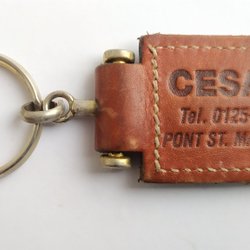 CESA
Tel. 0125
PONT ST. M